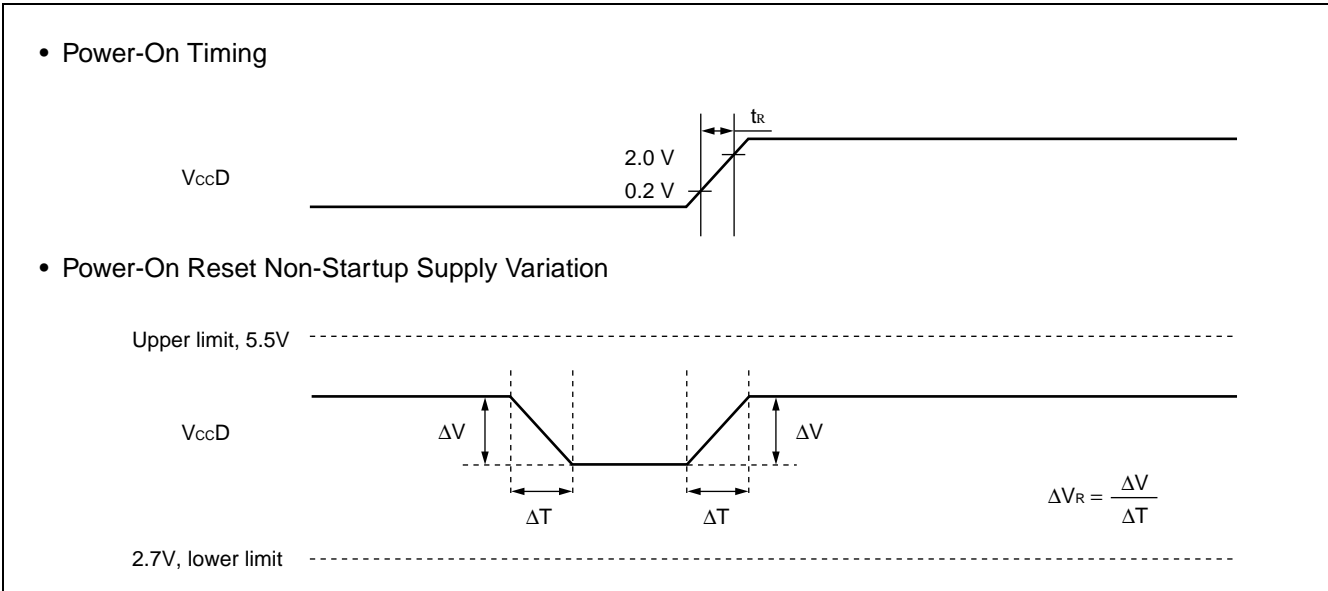 • Power-On Timing
tR
2.0 V
VCCD
0.2 V
• Power-On Reset Non-Startup Supply Variation
Upper limit, 5.5V
VCCD
ΔV
ΔV
ΔVR = ΔV
ΔT
ΔT
ΔT
2.7V, lower limit